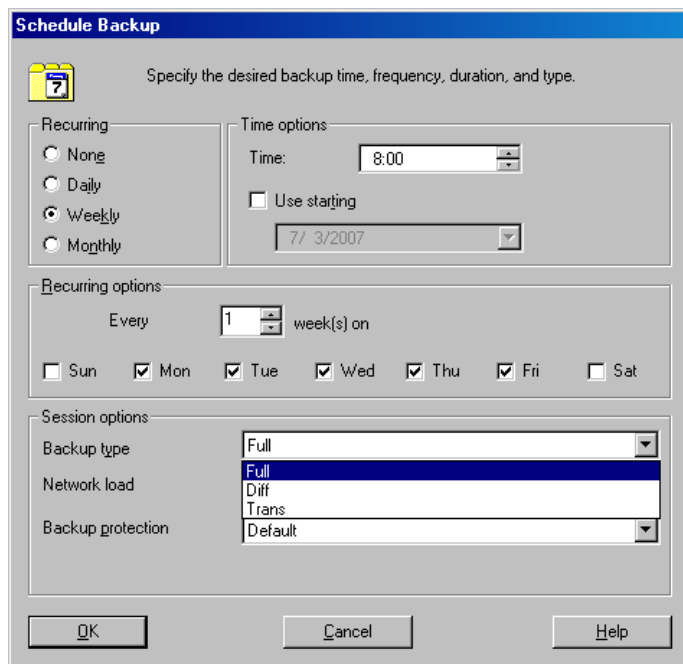 Schedule Backup
7
Specify the desired backup time, frequency, duration, and type.
Recurring
None
Daily
Weekly
Monthly
Time options
Time: 8:00
Use starting
7/ 3/2007
Recurring options
Every 1 week(s) on
Sun Mon Tue Wed Thu Fri Sat
Session options
Backup type Full
Full
Network load
Diff
Trans
Backup protection Default
OK Cancel Help